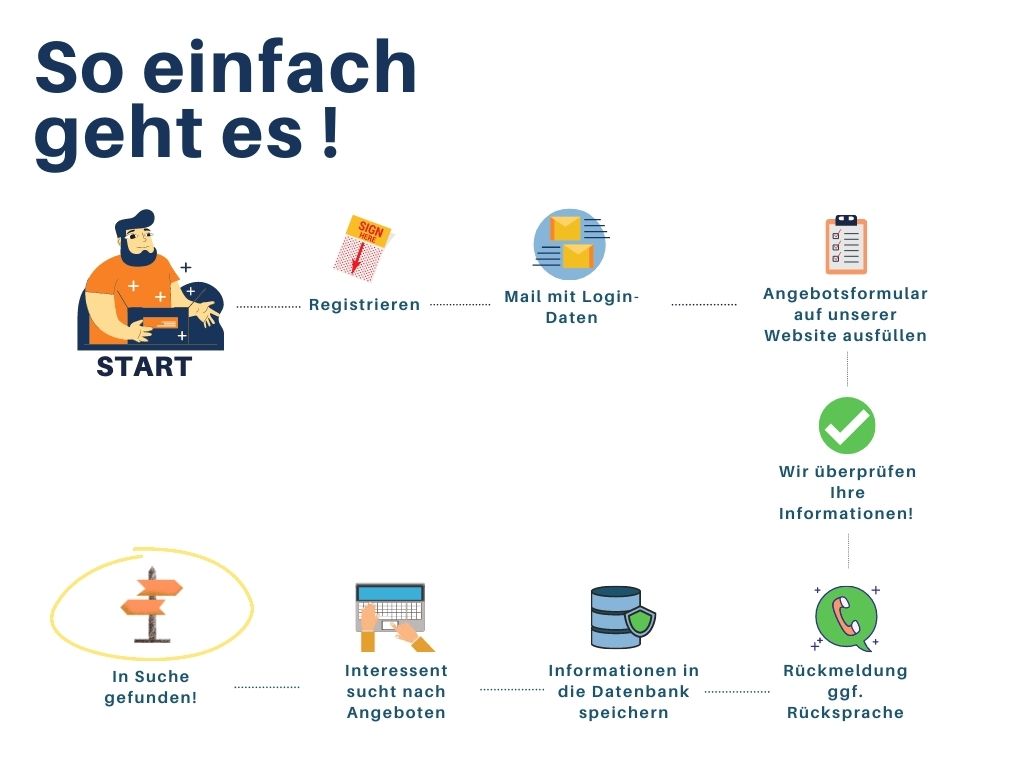 So einfach
geht es !
START
SIGN
HERE
Registrieren
Mail mit Login-
Daten
Angebotsformular
auf unserer
Website ausfüllen
Wir überprüfen
Ihre
Informationen!
Rückmeldung
ggf.
Rücksprache
Informationen in
die Datenbank
speichern
Interessent
sucht nach
Angeboten
In Suche
gefunden!